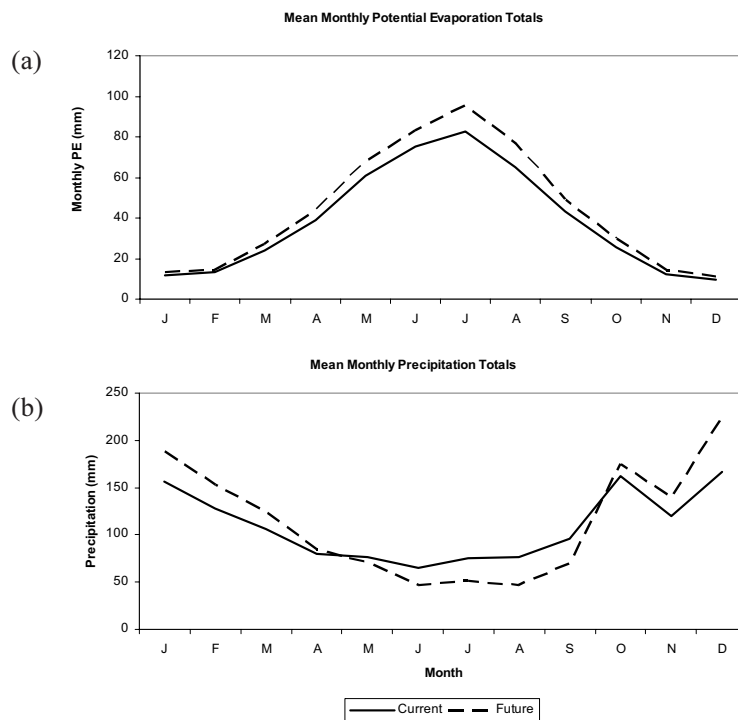 Mean Monthly Potential Evaporation Totals
(a)
Monthly PE (mm)
120
100
80
60
40
20
0
J F M A M J J A S O N D
Mean Monthly Precipitation Totals
(b)
Precipitation (mm)
250
200
150
100
50
0
J F M A M J J A S O N D
Month
Current Future